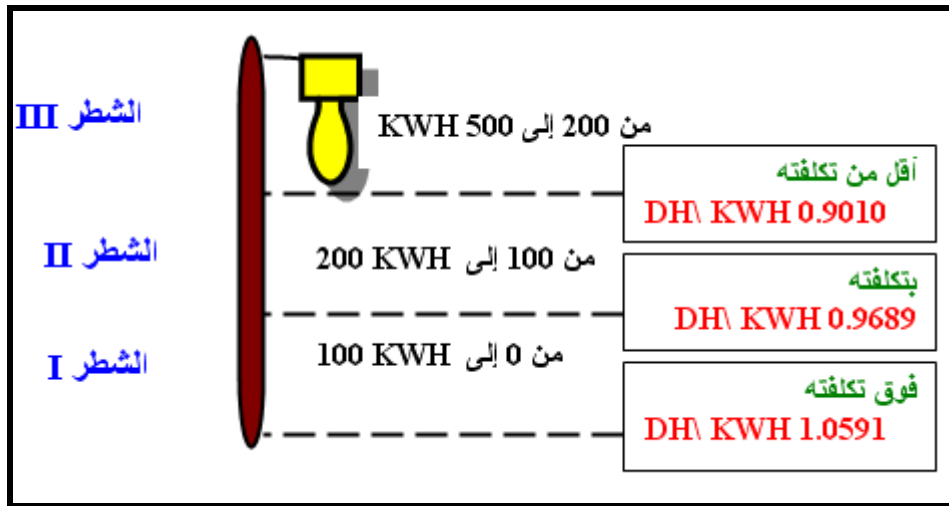 الشطر III
من 200 إلى 500 KWH
أقل من تكلفته
DH\ KWH 0.9010
الشطر II
من 100 إلى 200 KWH
بتكلفته
DH\ KWH 0.9689
الشطر I
من 0 إلى 100 KWH
فوق تكلفته
DH\ KWH 1.0591